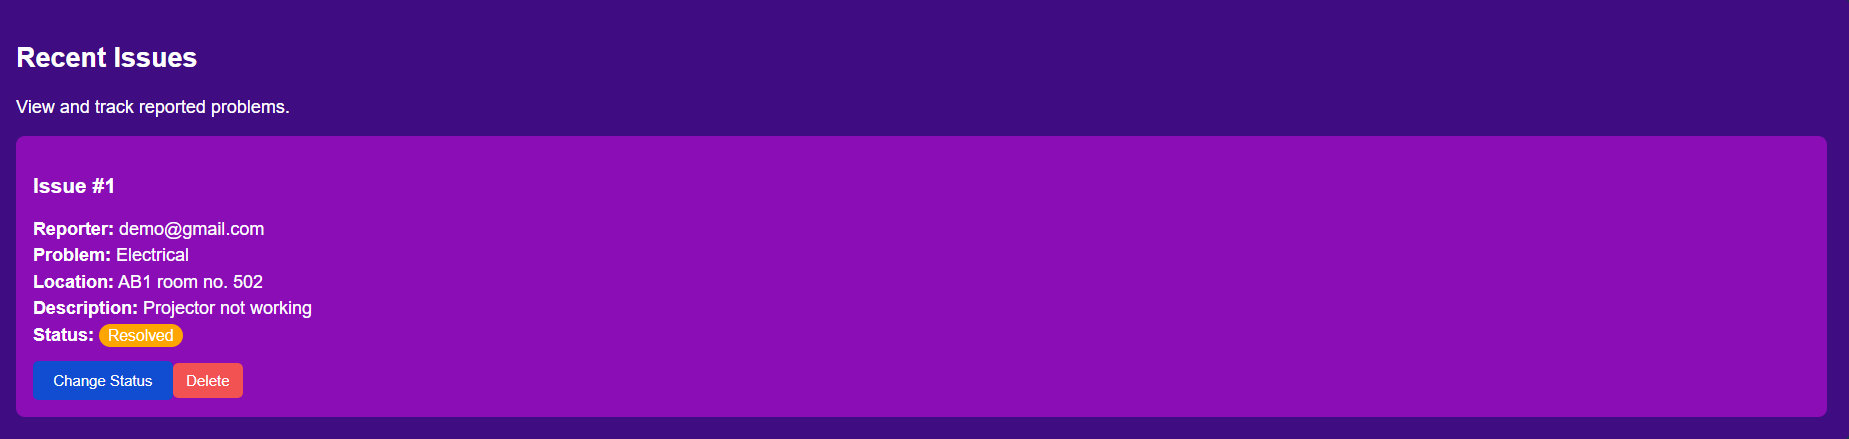 Recent Issues
View and track reported problems.
Issue #1
Reporter: demo@gmail.com
Problem: Electrical
Location: AB1 room no. 502
Description: Projector not working
Status: Resolved
Change Status Delete